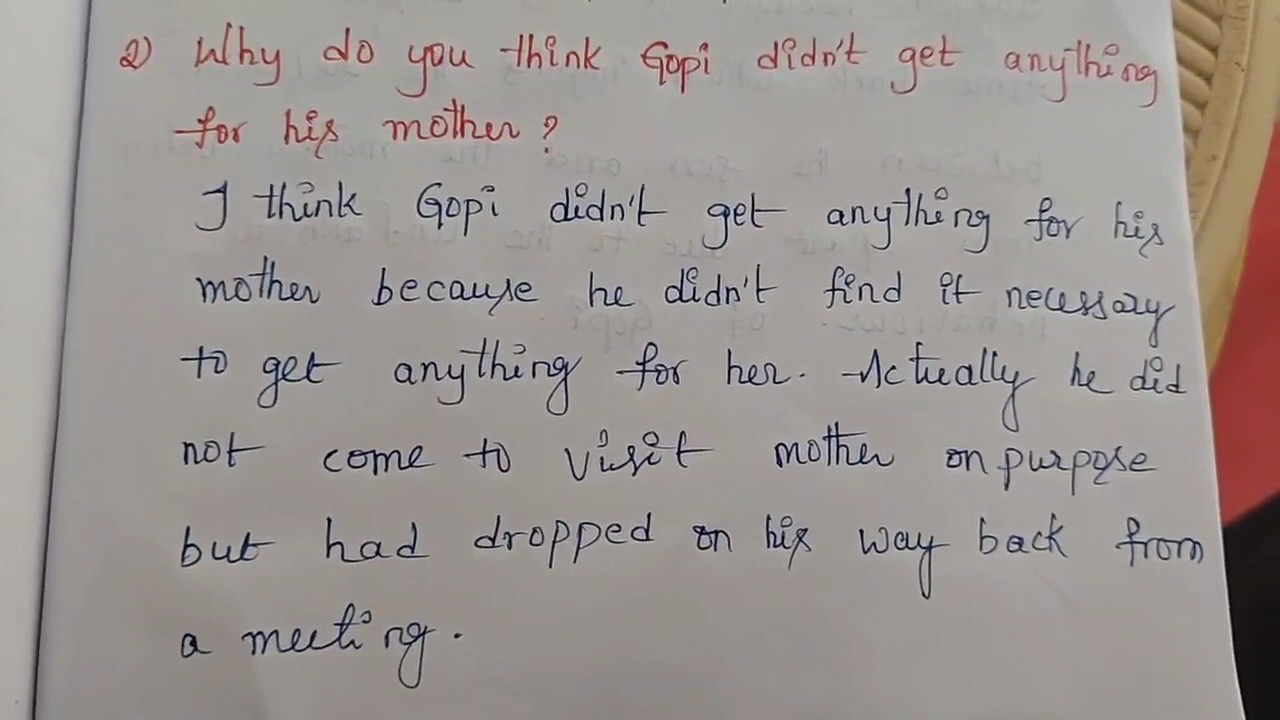 2) Why do you think Gopi didn't get anything
for his mother ?
I think Gopi didn't get anything for his
mother because he didn't find it necessary
to get anything for her. Actually he did
not come to visit mother on purpose
but had dropped on his way back from
a meeting.